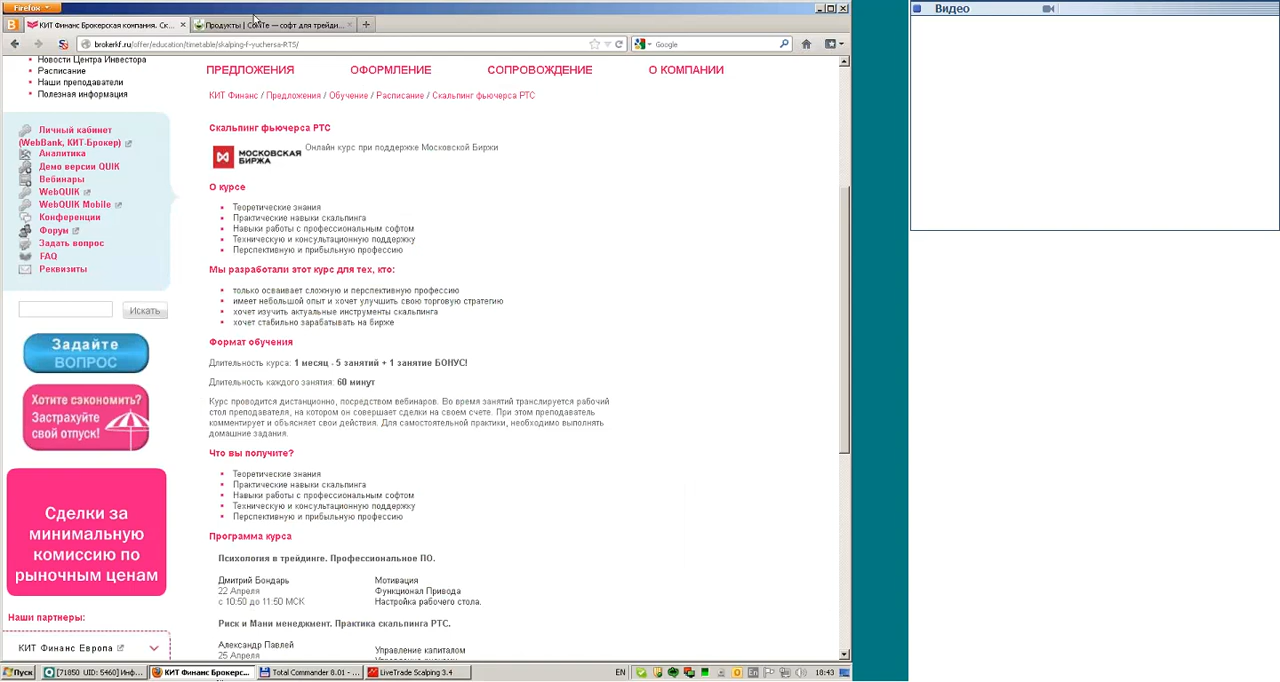 Firefox
КИТ Финанс Брокерская компания. Ск...
Продукты | CoMTe — софт для трейди...
brokerkf.ru/offer/education/timetable/skalping-f-yuchersa-RTS/
Google
Видео
Новости Центра Инвестора
Расписание
Наши преподаватели
Полезная информация
ПРЕДЛОЖЕНИЯ
ОФОРМЛЕНИЕ
СОПРОВОЖДЕНИЕ
О КОМПАНИИ
КИТ Финанс / Предложения / Обучение / Расписание / Скальпинг фьючерса РТС
Личный кабинет
(WebBank, КИТ-Брокер)
Аналитика
Демо версии QUIK
Вебинары
WebQUIK
WebQUIK Mobile
Конференции
Форум
Задать вопрос
FAQ
Реквизиты
Искать
Задайте
ВОПРОС
Хотите сэкономить?
Застрахуйте
свой отпуск!
Сделки за
минимальную
комиссию по
рыночным ценам
Наши партнеры:
КИТ Финанс Европа
Скальпинг фьючерса РТС
МОСКОВСКАЯ
БИРЖА
Онлайн курс при поддержке Московской Биржи
О курсе
Теоретические знания
Практические навыки скальпинга
Навыки работы с профессиональным софтом
Техническую и консультационную поддержку
Перспективную и прибыльную профессию
Мы разработали этот курс для тех, кто:
только осваивает сложную и перспективную профессию
имеет небольшой опыт и хочет улучшить свою торговую стратегию
хочет изучить актуальные инструменты скальпинга
хочет стабильно зарабатывать на бирже
Формат обучения
Длительность курса: 1 месяц - 5 занятий + 1 занятие БОНУС!
Длительность каждого занятия: 60 минут
Курс проводится дистанционно, посредством вебинаров. Во время занятий транслируется рабочий
стол преподавателя, на котором он совершает сделки на своем счете. При этом преподаватель
комментирует и объясняет свои действия. Для самостоятельной практики, необходимо выполнять
домашние задания.
Что вы получите?
Теоретические знания
Практические навыки скальпинга
Навыки работы с профессиональным софтом
Техническую и консультационную поддержку
Перспективную и прибыльную профессию
Программа курса
Психология в трейдинге. Профессиональное ПО.
Дмитрий Бондарь
22 Апреля
с 10:50 до 11:50 МСК
Мотивация
Функционал Привода
Настройка рабочего стола.
Риск и Мани менеджмент. Практика скальпинга РТС.
Александр Павлей
25 Апреля
Управление капиталом
Пуск
[71850 UID: 5460] Инф...
КИТ Финанс Брокерс...
Total Commander 8.01 - ...
LiveTrade Scalping 3.4
EN
18:43